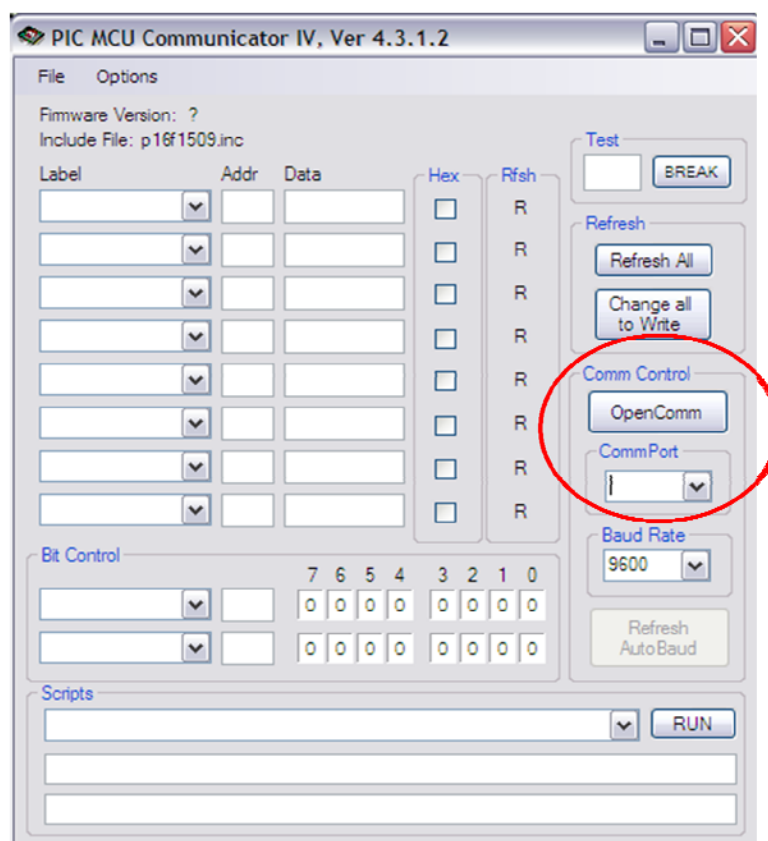 PIC MCU Communicator IV, Ver 4.3.1.2
File Options
Firmware Version: ?
Include File: p16f1509.inc
Label Addr Data Hex Rfsh
R
R
R
R
R
R
R
R
Test
BREAK
Refresh
Refresh All
Change all
to Write
Comm Control
OpenComm
CommPort
Baud Rate
9600
Refresh
AutoBaud
Bit Control
7 6 5 4 3 2 1 0
0 0 0 0 0 0 0 0
0 0 0 0 0 0 0 0
Scripts
RUN